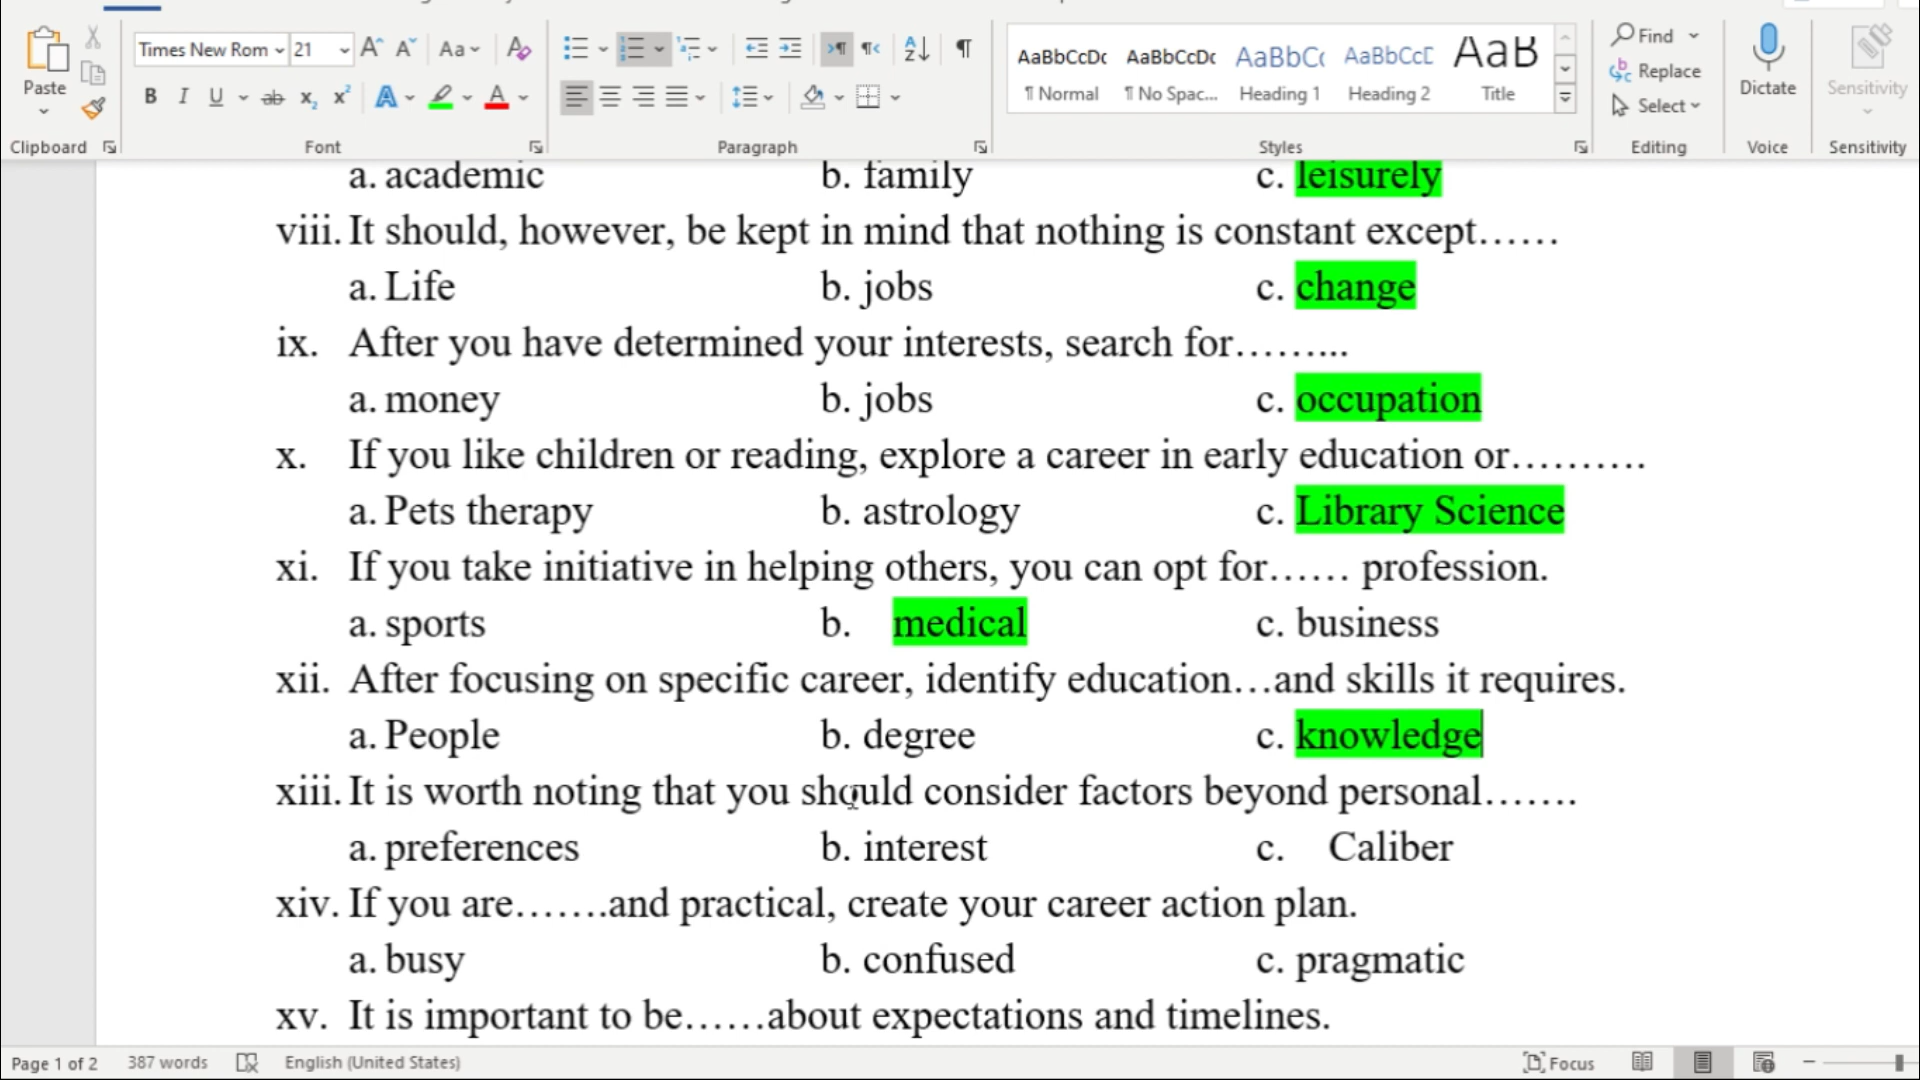 Times New Rom 21 Aa Find
AaBbCcDc AaBbCcDc AaBbC AaBbCcD AaB
Paste Replace Dictate Sensitivity
B I U ab x₂ x² A A ¶ Normal ¶ No Spac... Heading 1 Heading 2 Title Select
Clipboard Font Paragraph Styles Editing Voice Sensitivity
a. academic b. family c. leisurely
viii. It should, however, be kept in mind that nothing is constant except……
a. Life b. jobs c. change
ix. After you have determined your interests, search for……...
a. money b. jobs c. occupation
x. If you like children or reading, explore a career in early education or……….
a. Pets therapy b. astrology c. Library Science
xi. If you take initiative in helping others, you can opt for…… profession.
a. sports b. medical c. business
xii. After focusing on specific career, identify education…and skills it requires.
a. People b. degree c. knowledge
xiii. It is worth noting that you should consider factors beyond personal…….
a. preferences b. interest c. Caliber
xiv. If you are…….and practical, create your career action plan.
a. busy b. confused c. pragmatic
xv. It is important to be……about expectations and timelines.
Page 1 of 2 387 words English (United States) Focus